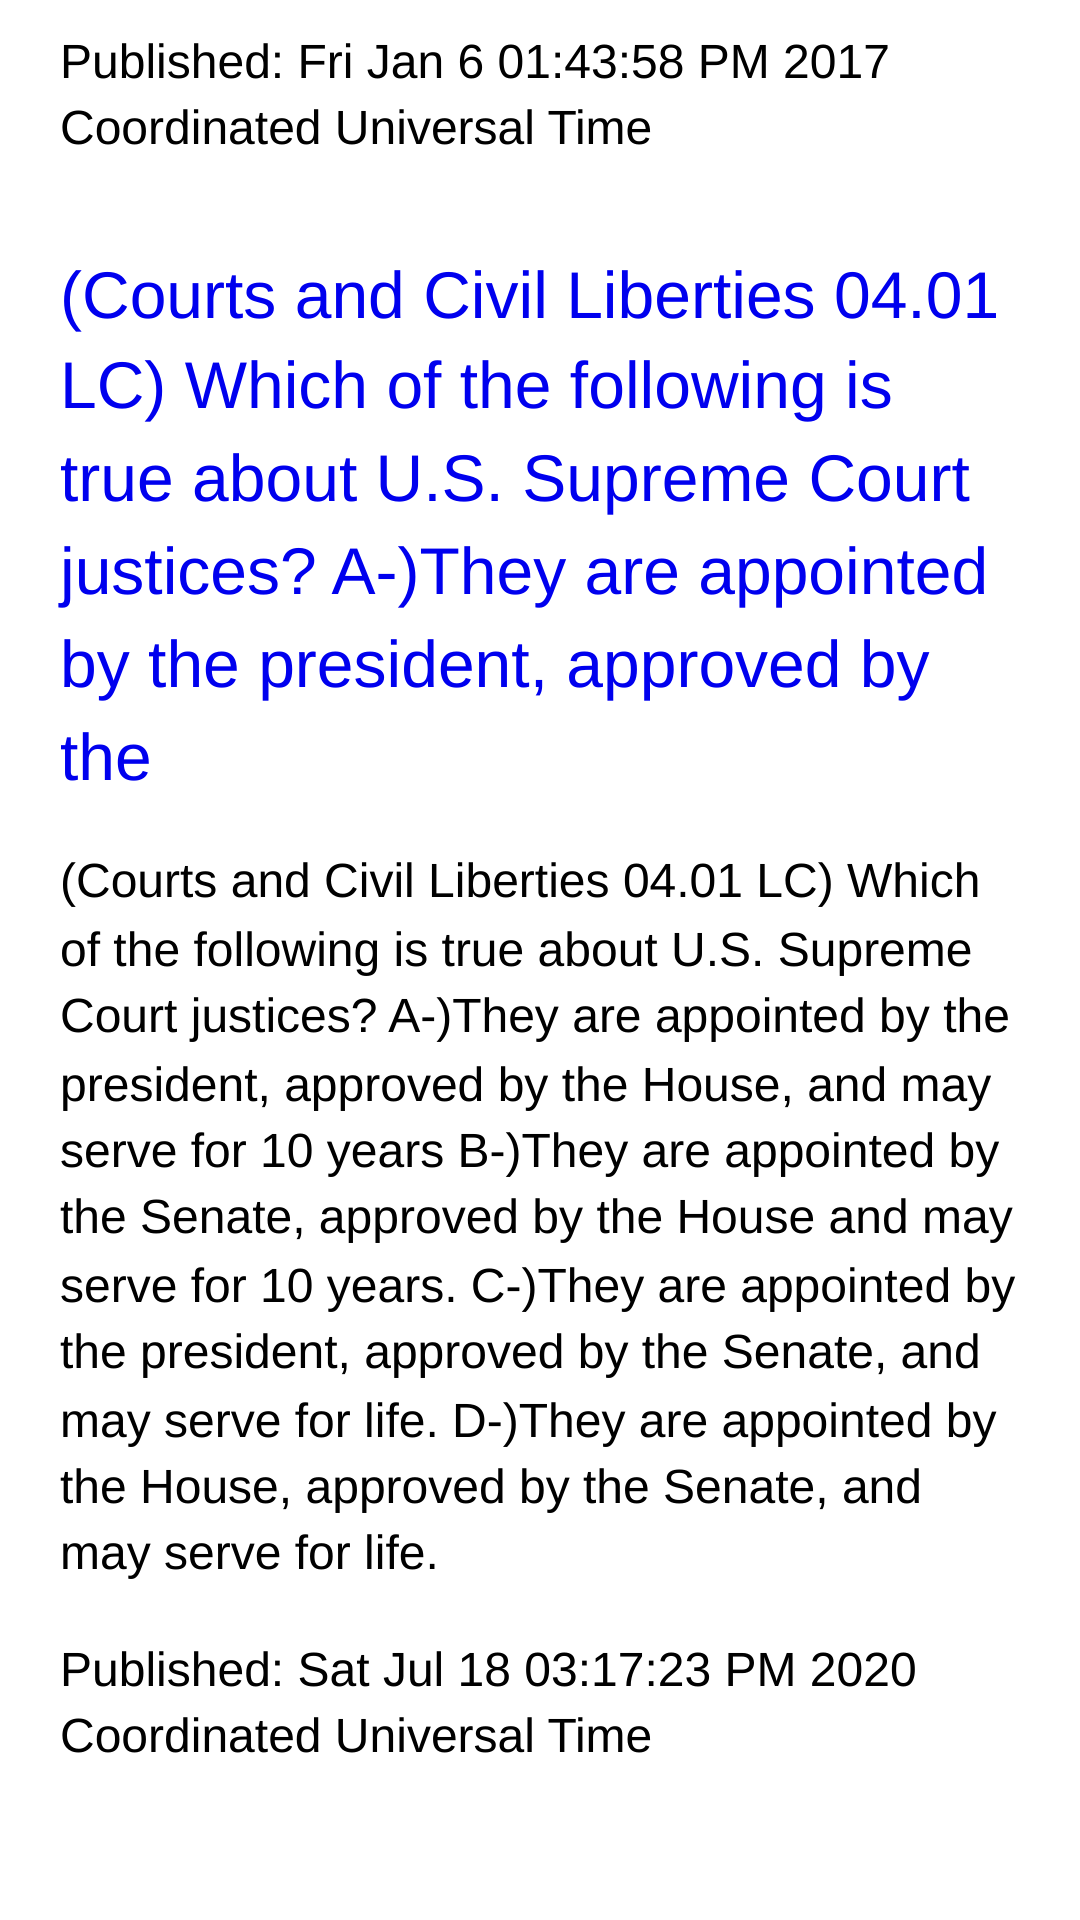 Published: Fri Jan 6 01:43:58 PM 2017
Coordinated Universal Time
(Courts and Civil Liberties 04.01
LC) Which of the following is
true about U.S. Supreme Court
justices? A-)They are appointed
by the president, approved by
the
(Courts and Civil Liberties 04.01 LC) Which
of the following is true about U.S. Supreme
Court justices? A-)They are appointed by the
president, approved by the House, and may
serve for 10 years B-)They are appointed by
the Senate, approved by the House and may
serve for 10 years. C-)They are appointed by
the president, approved by the Senate, and
may serve for life. D-)They are appointed by
the House, approved by the Senate, and
may serve for life.
Published: Sat Jul 18 03:17:23 PM 2020
Coordinated Universal Time